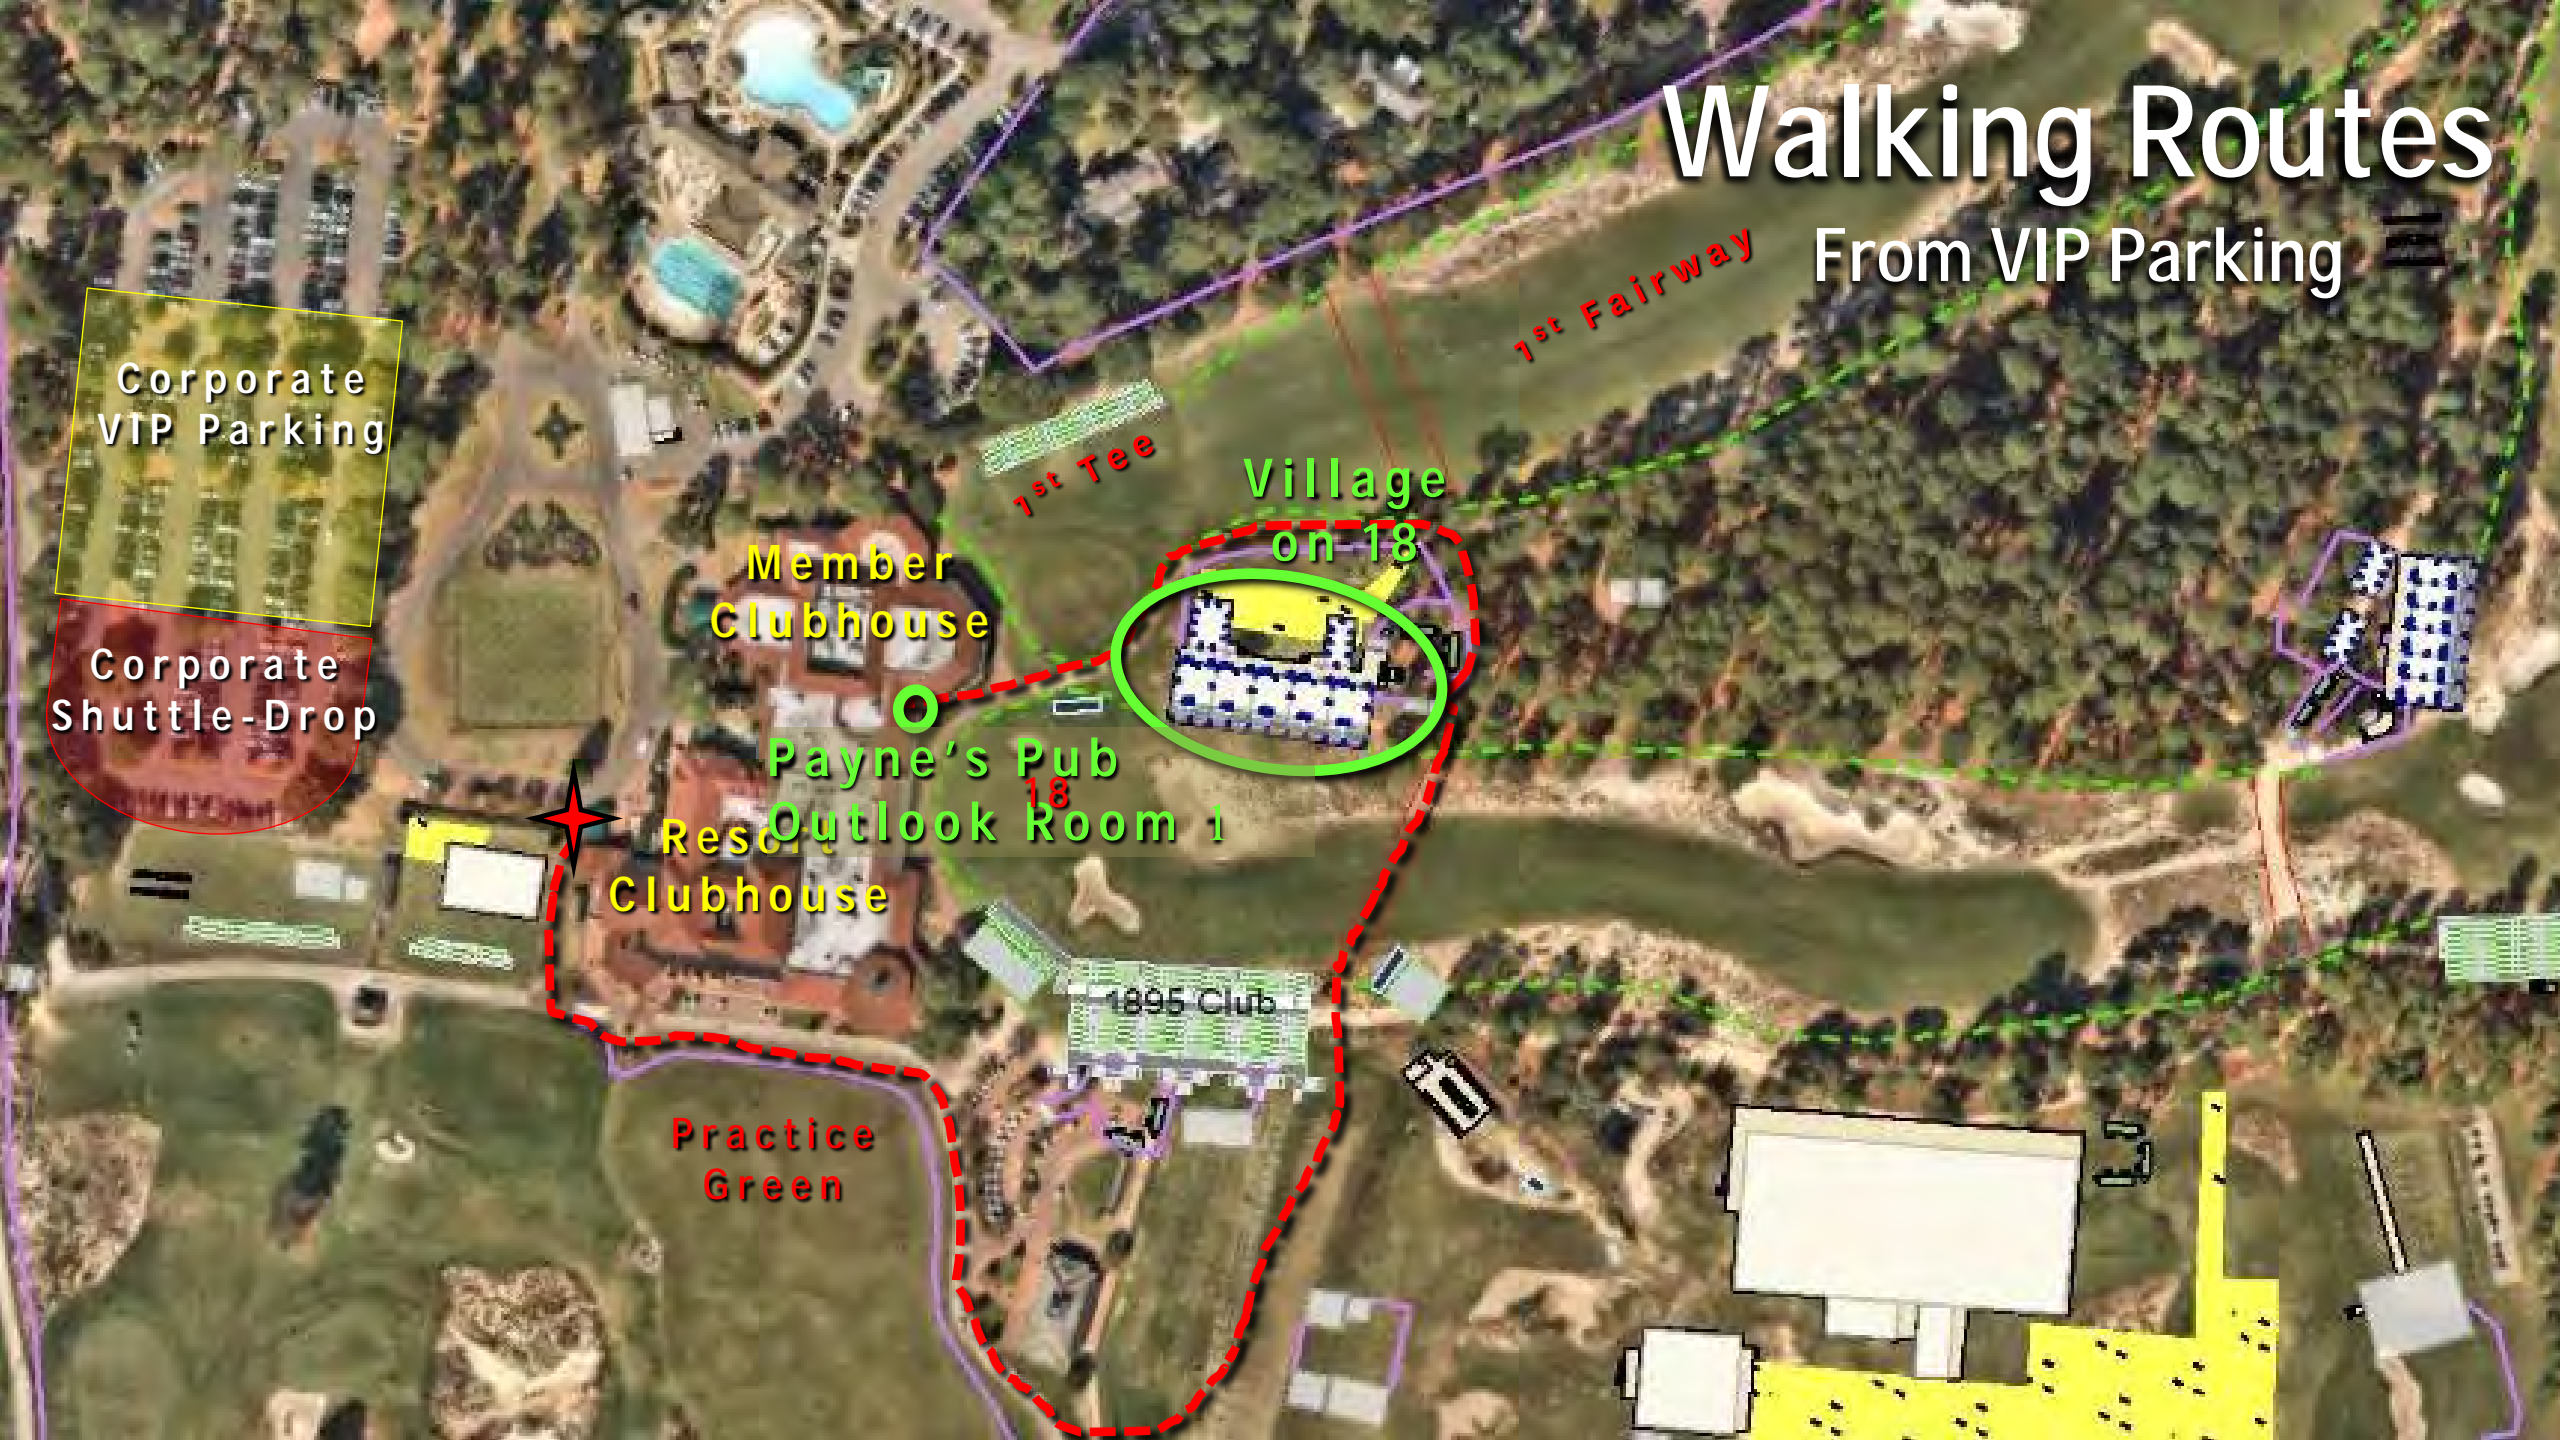 Walking Routes
From VIP Parking
1st Fairway
Corporate
VIP Parking
1st Tee
Village
on 18
Member
Clubhouse
Corporate
Shuttle-Drop
Payne's Pub
18
Outlook Room 1
Resort
Clubhouse
1895 Club
Practice
Green